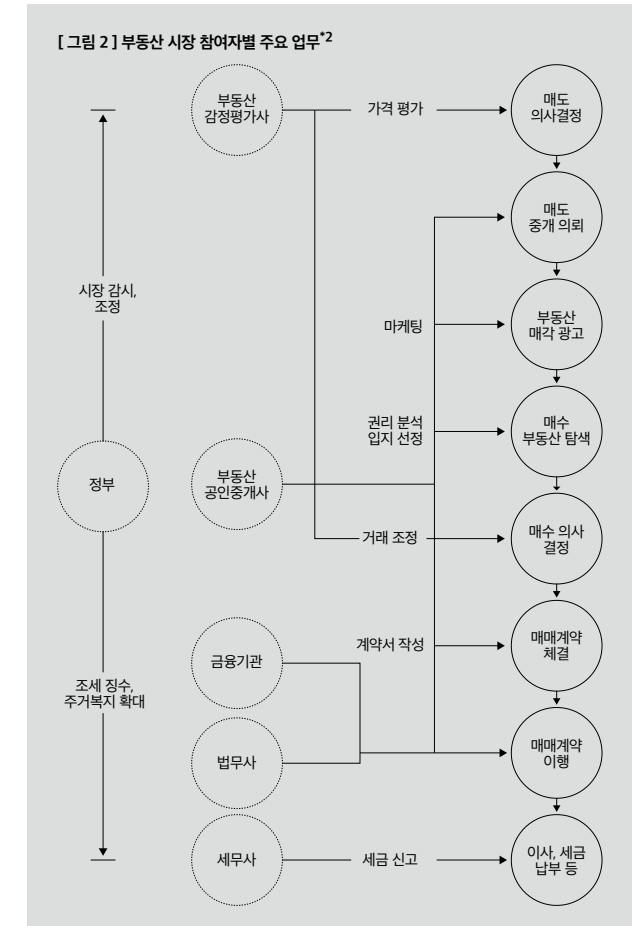 [ 그림 2 ] 부동산 시장 참여자별 주요 업무*2
부동산
감정평가사
가격 평가
매도
의사결정
매도
중개 의뢰
시장 감시,
조정
마케팅
부동산
매각 광고
권리 분석
입지 선정
매수
부동산 탐색
정부
부동산
공인중개사
거래 조정
매수 의사
결정
금융기관
계약서 작성
매매계약
체결
조세 징수,
주거복지 확대
법무사
매매계약
이행
세무사
세금 신고
이사, 세금
납부 등